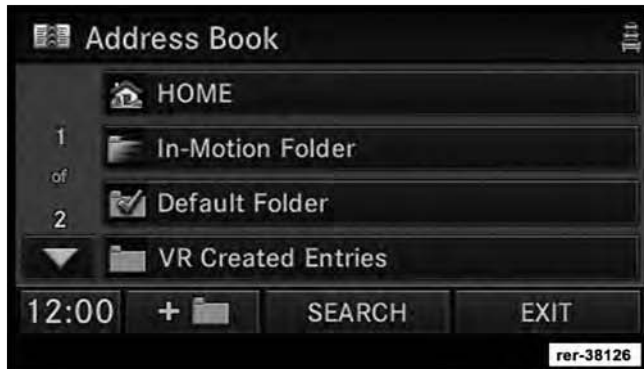 Address Book
HOME
In-Motion Folder
1
of
2
Default Folder
VR Created Entries
12:00 + SEARCH EXIT
rer-38126